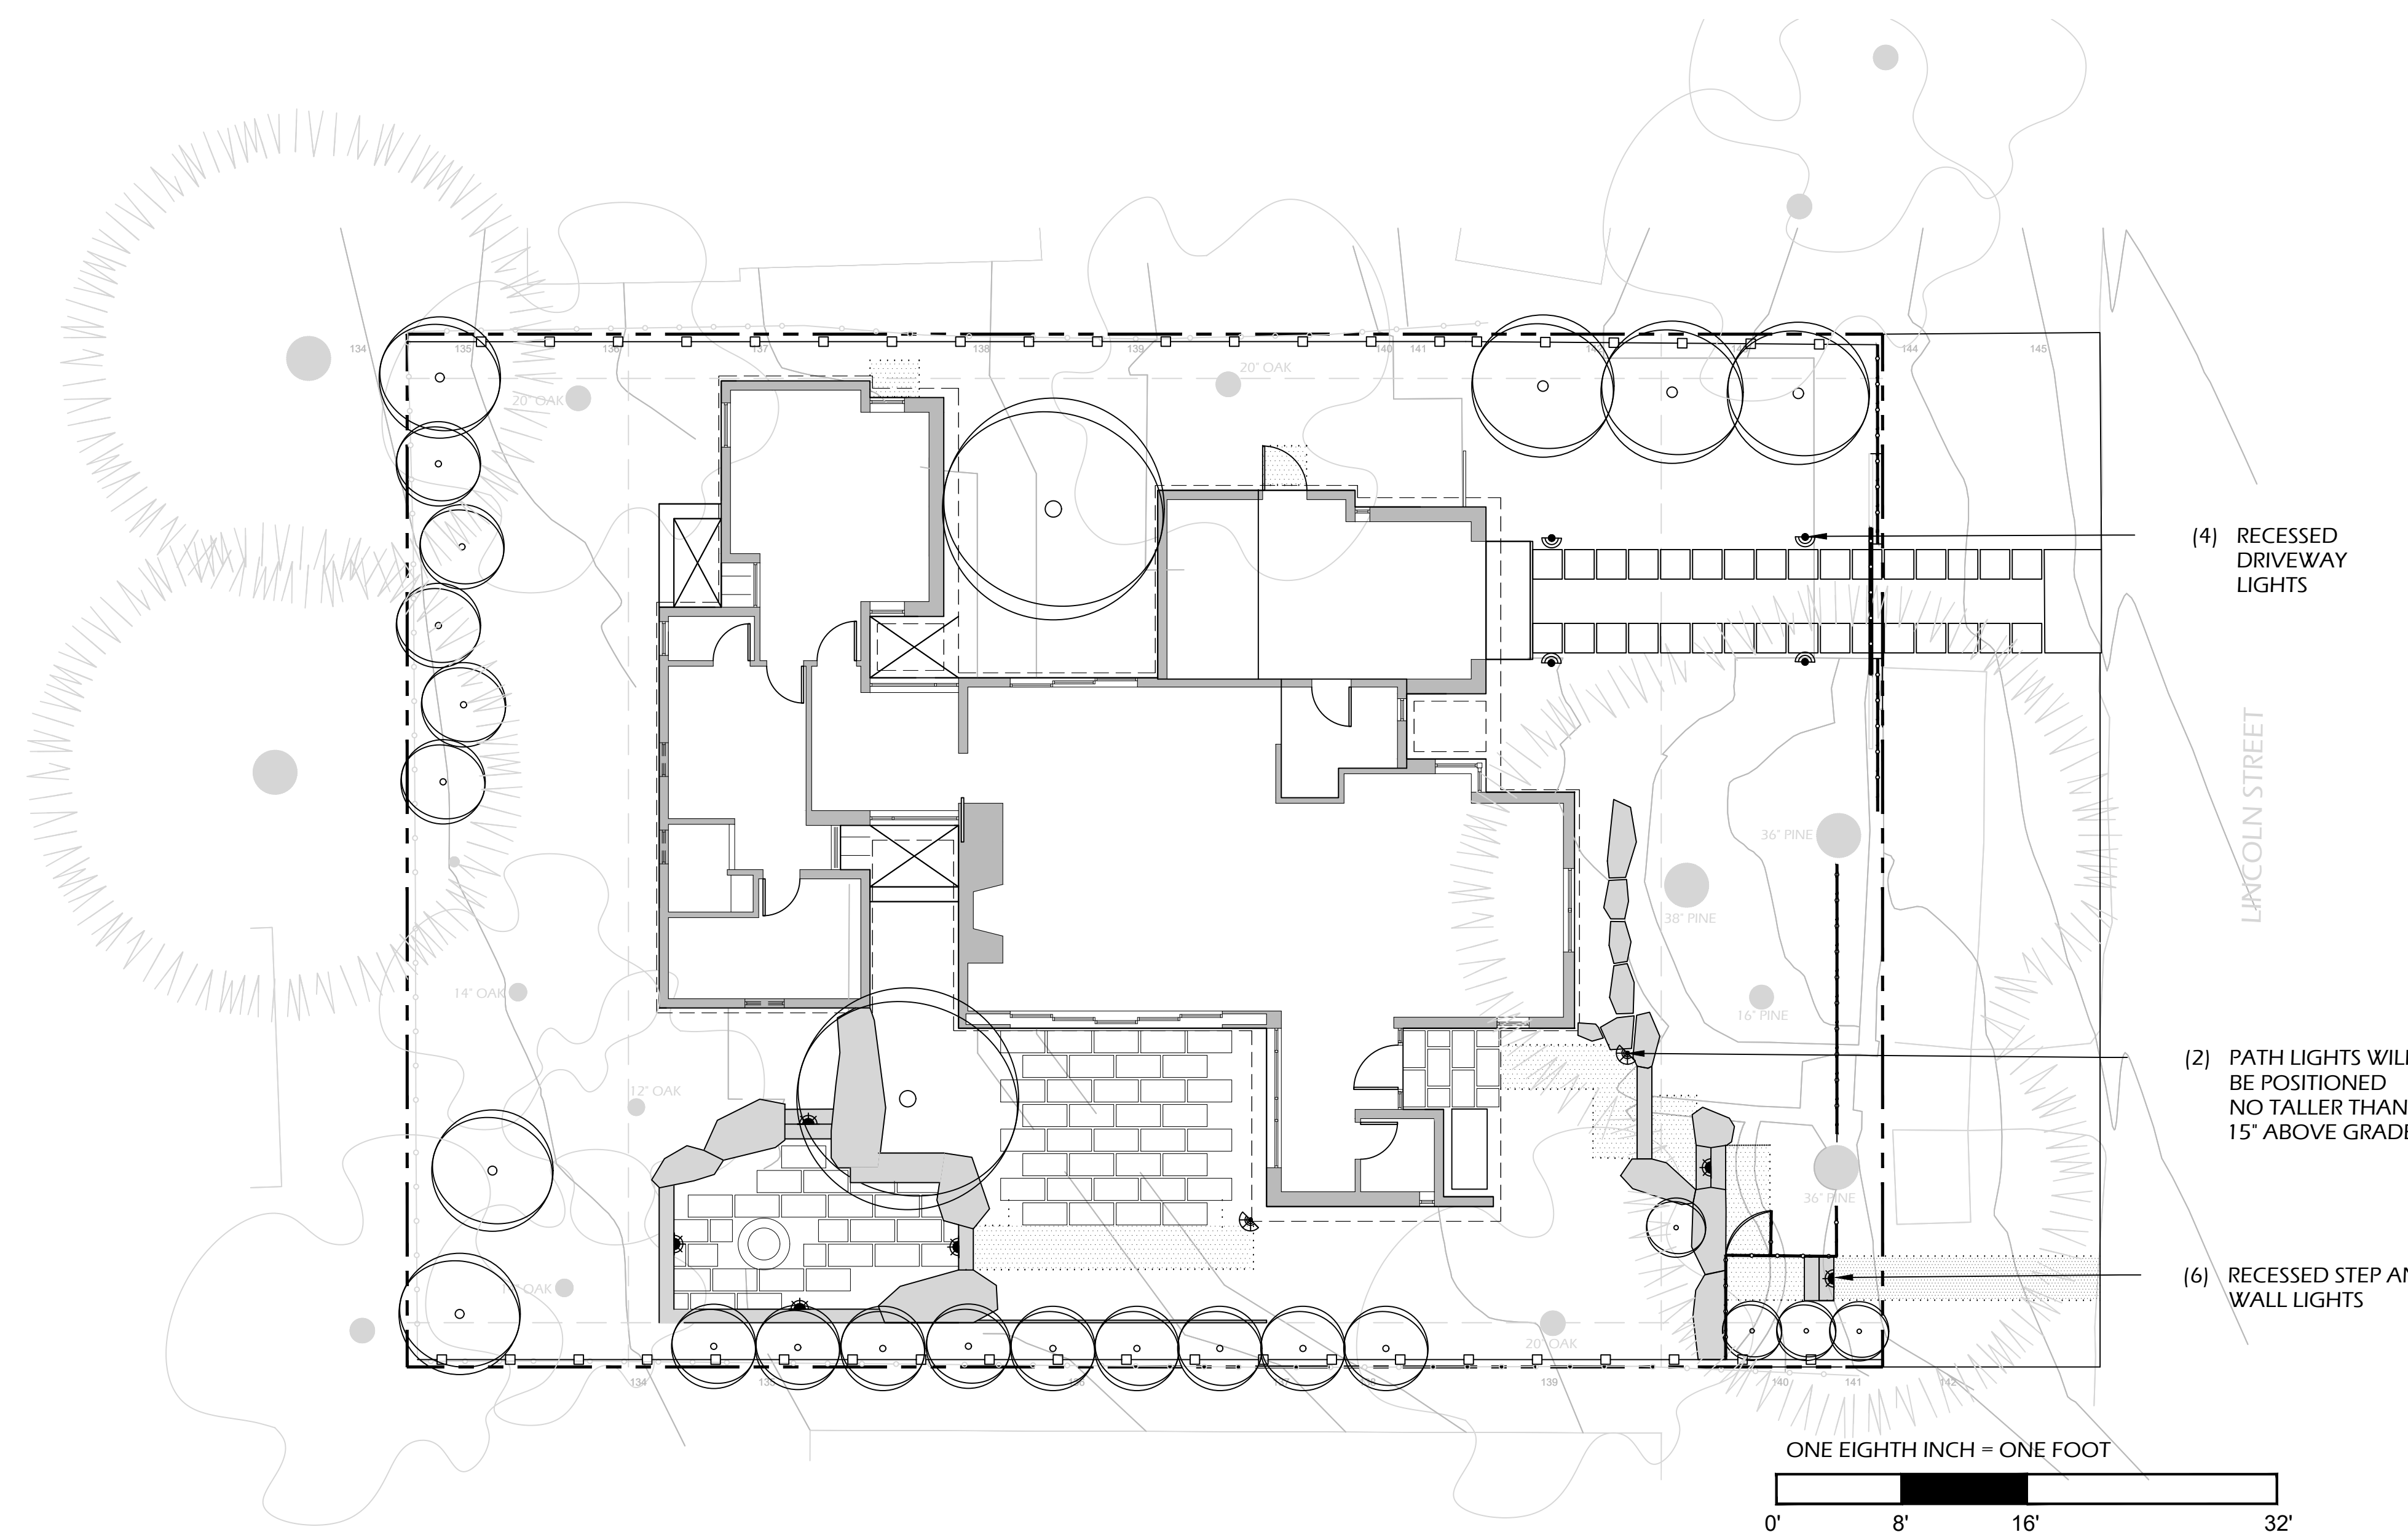 134
135
136
137
138
139
140
141
144
145
20" OAK
20" OAK
(4) RECESSED
DRIVEWAY
LIGHTS
LINCOLN STREET
36" PINE
38" PINE
14" OAK
16" PINE
(2) PATH LIGHTS WILL
BE POSITIONED
NO TALLER THAN
15" ABOVE GRADE
12" OAK
36" PINE
(6) RECESSED STEP AN
WALL LIGHTS
OAK
20" OAK
134
139
140
141
142
ONE EIGHTH INCH = ONE FOOT
0' 8' 16' 32'